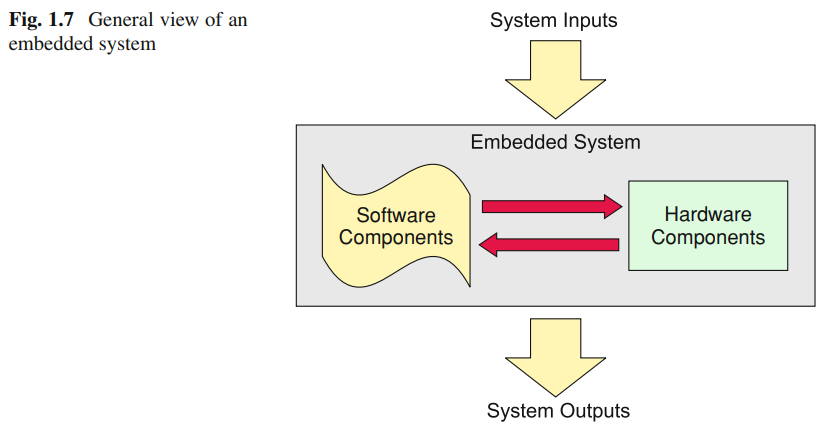 Fig. 1.7 General view of an
embedded system
System Inputs
Embedded System
Software
Components
Hardware
Components
System Outputs